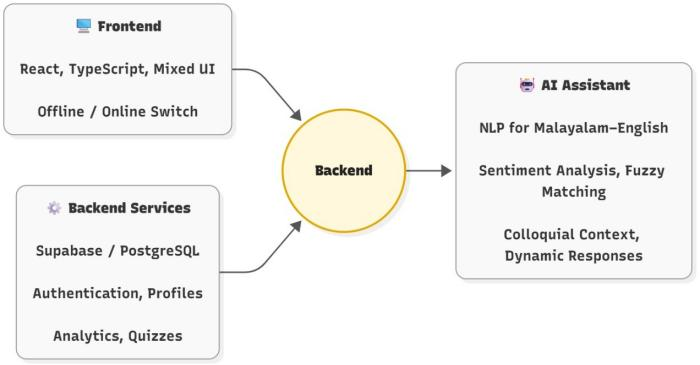 Frontend
React, TypeScript, Mixed UI
Offline / Online Switch
Backend Services
Supabase / PostgreSQL
Authentication, Profiles
Analytics, Quizzes
Backend
AI Assistant
NLP for Malayalam–English
Sentiment Analysis, Fuzzy
Matching
Colloquial Context,
Dynamic Responses